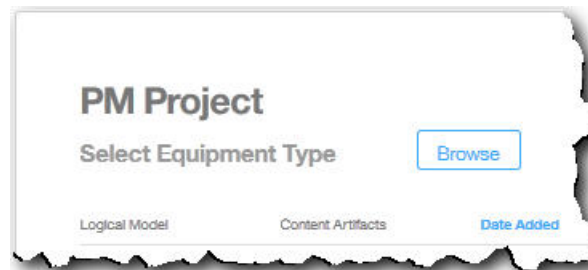 PM Project
Select Equipment Type Browse
Logical Model Content Artifacts Date Added